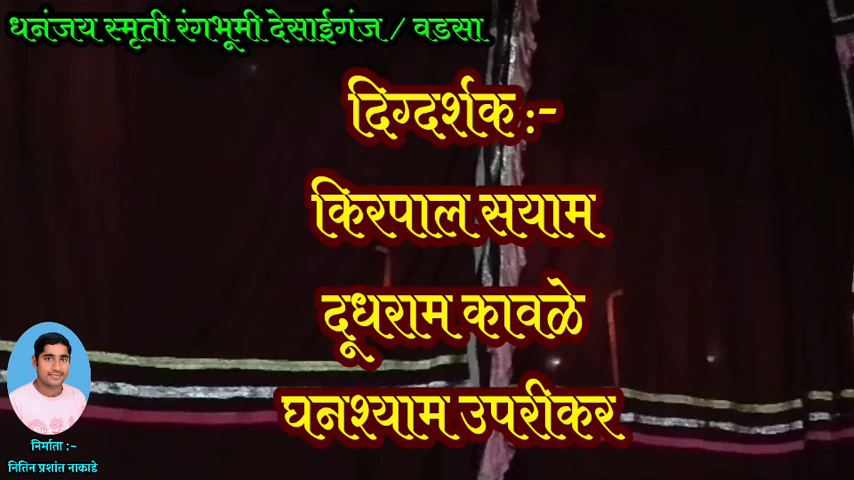 धनंजय स्मृती रंगभूमी देसाईगंज / वडसा
दिग्दर्शक :-
किरपाल सयाम
दूधराम कावळे
घनश्याम उपरीकर
निर्माता :-
नितिन प्रशांत नाकाडे